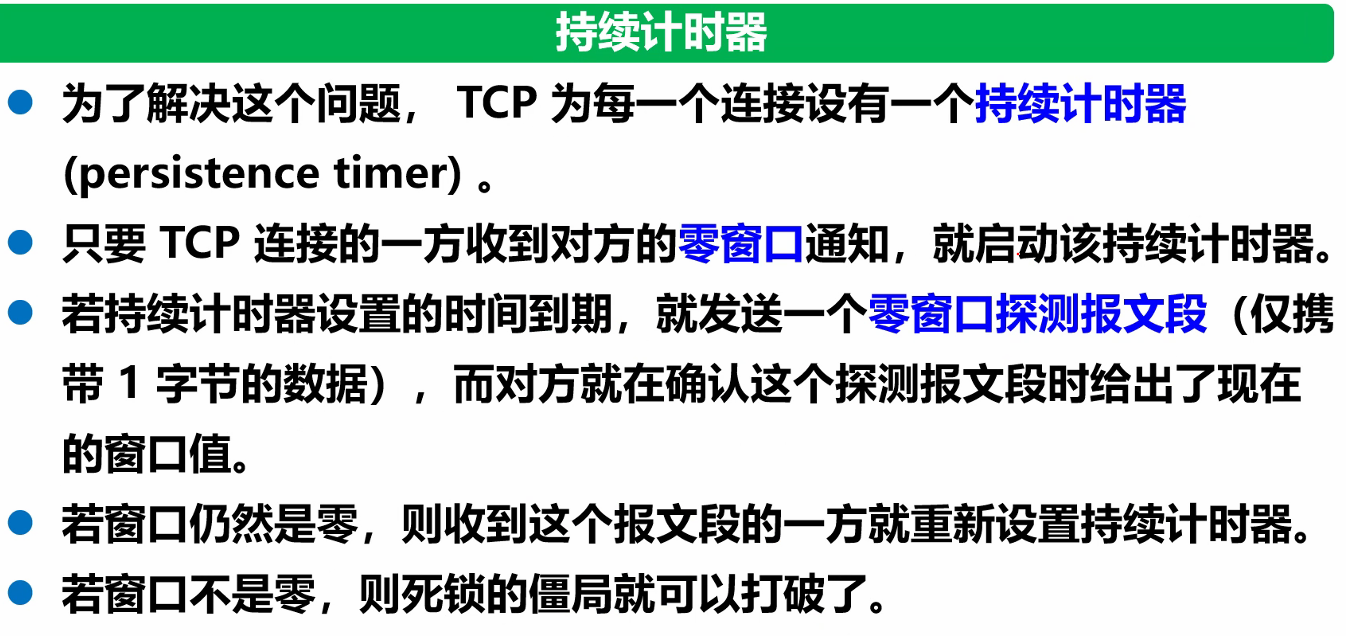 持续计时器
为了解决这个问题， TCP 为每一个连接设有一个持续计时器
(persistence timer) 。
只要 TCP 连接的一方收到对方的零窗口通知，就启动该持续计时器。
若持续计时器设置的时间到期，就发送一个零窗口探测报文段（仅携
带 1 字节的数据），而对方就在确认这个探测报文段时给出了现在
的窗口值。
若窗口仍然是零，则收到这个报文段的一方就重新设置持续计时器。
若窗口不是零，则死锁的僵局就可以打破了。